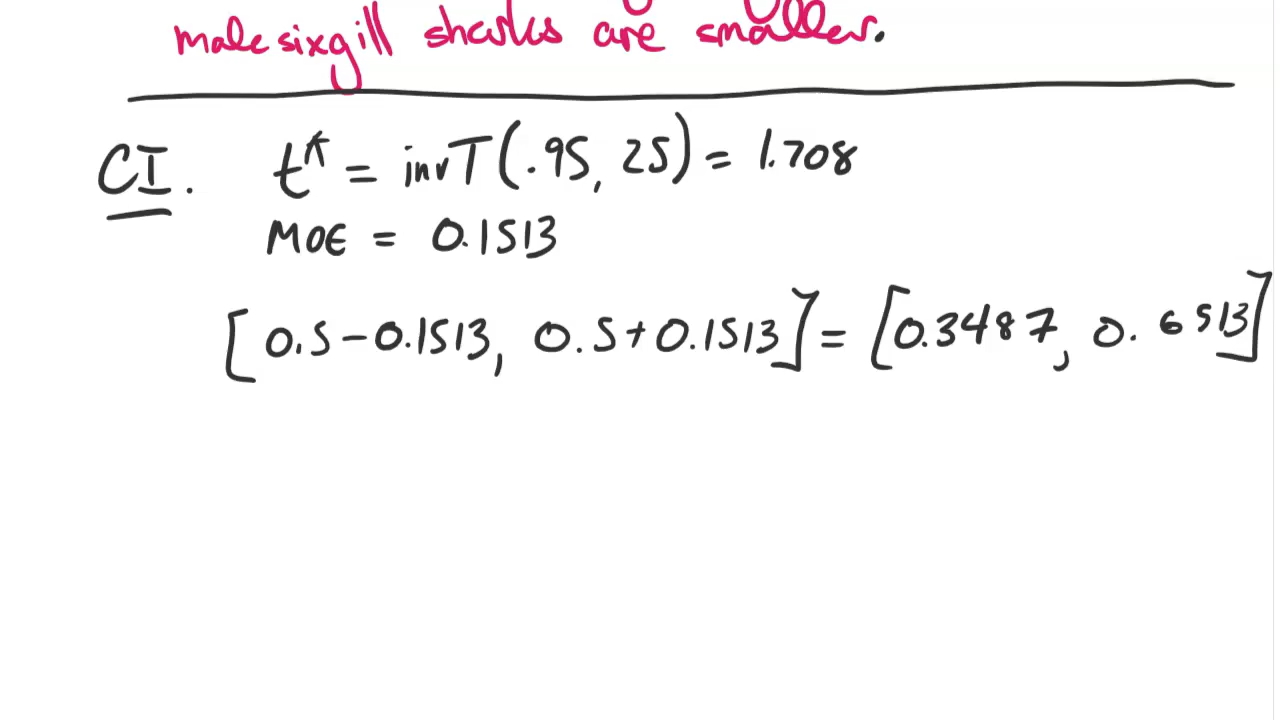 male sixgill sharks are smaller.
CI. t* = invT(.95, 25) = 1.708
MOE = 0.1513
[0.5-0.1513, 0.5+0.1513] = [0.3487, 0.6513]